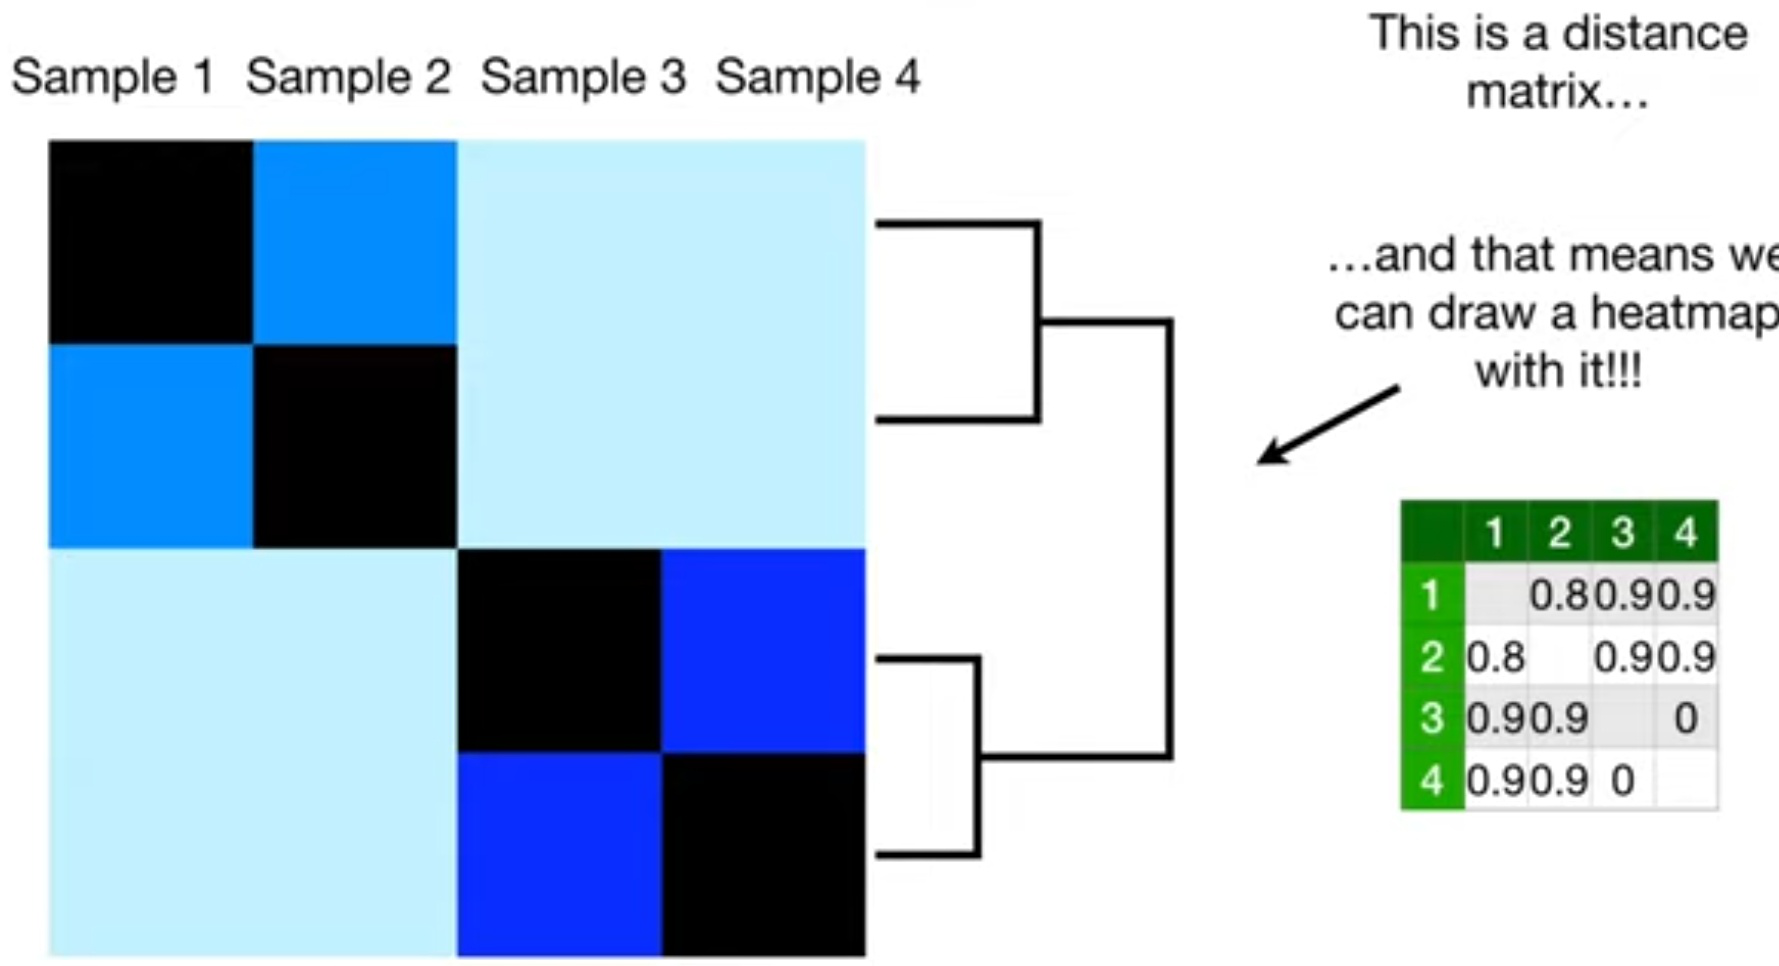 This is a distance
matrix...
Sample 1 Sample 2 Sample 3 Sample 4
...and that means we
can draw a heatmap
with it!!!
1 2 3 4
1 0.8 0.9 0.9
2 0.8 0.9 0.9
3 0.9 0.9 0
4 0.9 0.9 0